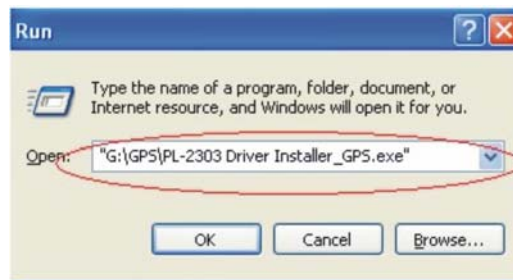 Run
Type the name of a program, folder, document, or
Internet resource, and Windows will open it for you.
Open: "G:\GPS\PL-2303 Driver Installer_GPS.exe"
OK Cancel Browse...